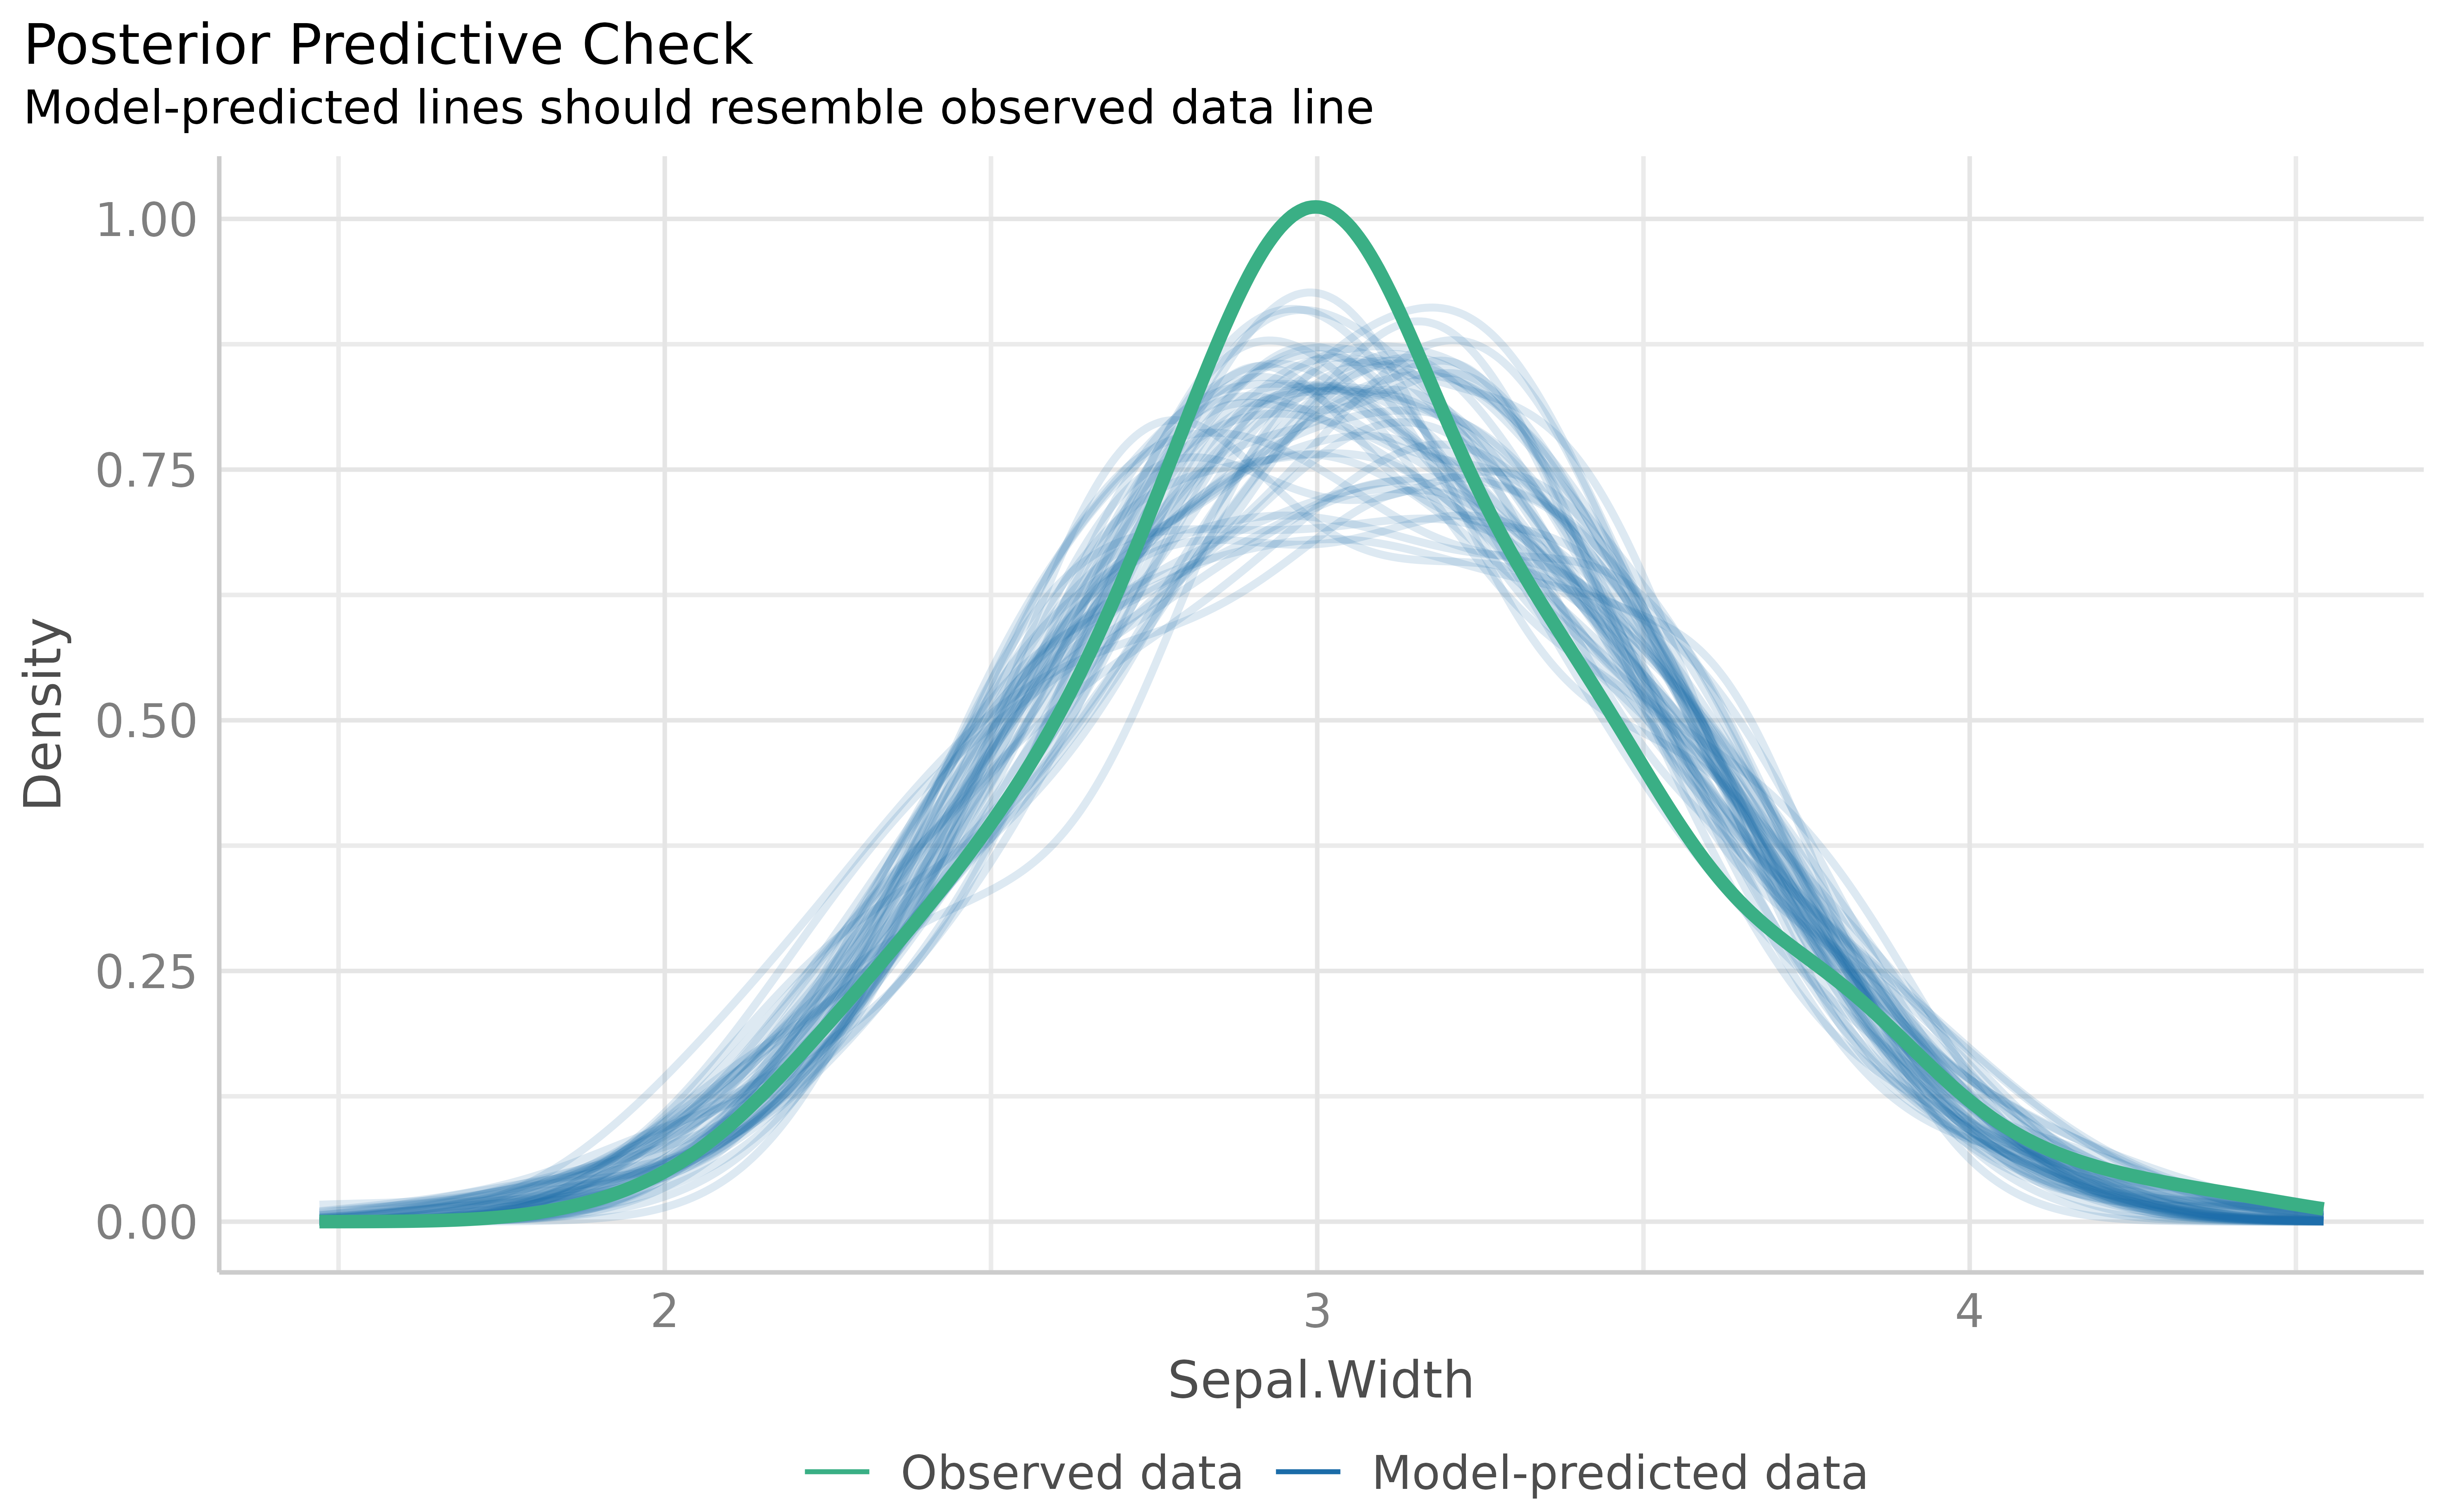 Posterior Predictive Check
Model-predicted lines should resemble observed data line
1.00
0.75
0.50
0.25
0.00
Density
2 3 4
Sepal.Width
Observed data Model-predicted data